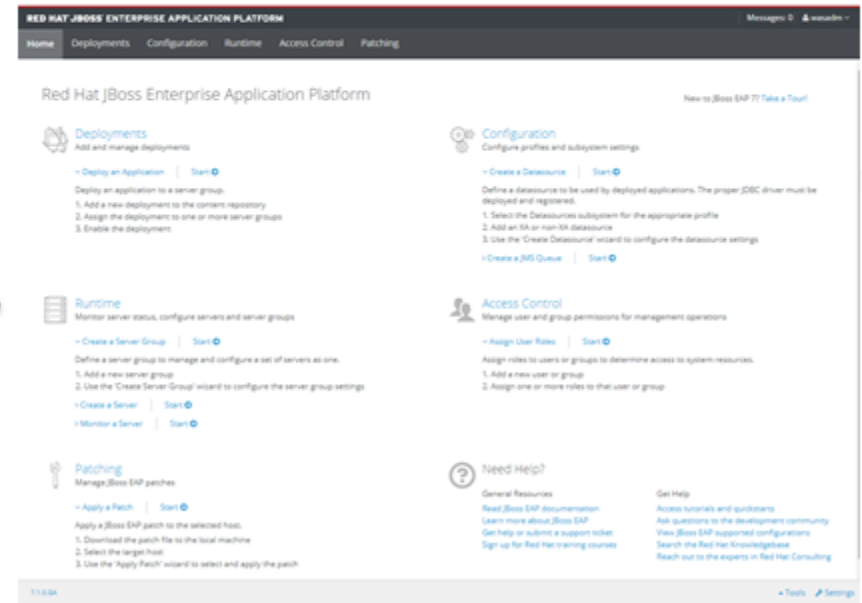 RED HAT JBOSS ENTERPRISE APPLICATION PLATFORM
Messages: 0 wasadm
Home Deployments Configuration Runtime Access Control Patching
Red Hat JBoss Enterprise Application Platform
New to JBoss EAP 7? Take a Tour!
Deployments
Add and manage deployments
Deploy an Application Start
Deploy an application to a server group.
1. Add a new deployment to the content repository
2. Assign the deployment to one or more server groups
3. Enable the deployment
Configuration
Configure profiles and subsystem settings
Create a Datasource Start
Define a datasource to be used by deployed applications. The proper JDBC driver must be
deployed and registered.
1. Select the Datasources subsystem for the appropriate profile
2. Add an XA or non-XA datasource
3. Use the 'Create Datasource' wizard to configure the datasource settings
Create a JMS Queue Start
Runtime
Monitor server status, configure servers and server groups
Create a Server Group Start
Define a server group to manage and configure a set of servers as one.
1. Add a new server group
2. Use the 'Create Server Group' wizard to configure the server group settings
Create a Server Start
Monitor a Server Start
Access Control
Manage user and group permissions for management operations
Assign User Roles Start
Assign roles to users or groups to determine access to system resources.
1. Add a new user or group
2. Assign one or more roles to that user or group
Patching
Manage JBoss EAP patches
Apply a Patch Start
Apply a JBoss EAP patch to the selected host.
1. Download the patch file to the local machine
2. Select the target host
3. Use the 'Apply Patch' wizard to select and apply the patch
Need Help?
General Resources
Read JBoss EAP documentation
Learn more about JBoss EAP
Get help or submit a support ticket
Sign up for Red Hat training courses
Get Help
Access tutorials and quickstarts
Ask questions to the development community
View JBoss EAP supported configurations
Search the Red Hat Knowledgebase
Reach out to the experts in Red Hat Consulting
7.1.0.GA
Tools Settings